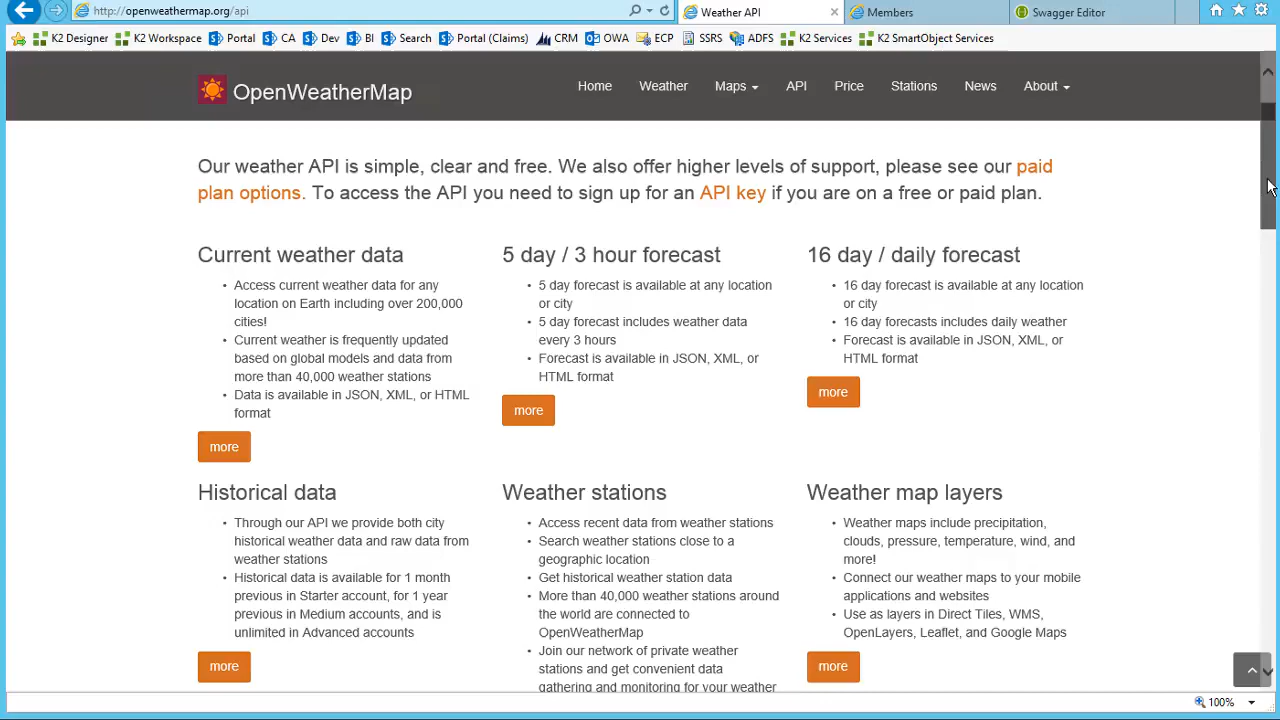 http://openweathermap.org/api
Weather API
Members
Swagger Editor
K2 Designer K2 Workspace Portal CA Dev BI Search Portal (Claims) CRM OWA ECP SSRS ADFS K2 Services K2 SmartObject Services
OpenWeatherMap
Home Weather Maps API Price Stations News About
Our weather API is simple, clear and free. We also offer higher levels of support, please see our paid
plan options. To access the API you need to sign up for an API key if you are on a free or paid plan.
Current weather data
• Access current weather data for any
location on Earth including over 200,000
cities!
• Current weather is frequently updated
based on global models and data from
more than 40,000 weather stations
• Data is available in JSON, XML, or HTML
format
more
5 day / 3 hour forecast
• 5 day forecast is available at any location
or city
• 5 day forecast includes weather data
every 3 hours
• Forecast is available in JSON, XML, or
HTML format
more
16 day / daily forecast
• 16 day forecast is available at any location
or city
• 16 day forecasts includes daily weather
• Forecast is available in JSON, XML, or
HTML format
more
Historical data
• Through our API we provide both city
historical weather data and raw data from
weather stations
• Historical data is available for 1 month
previous in Starter account, for 1 year
previous in Medium accounts, and is
unlimited in Advanced accounts
more
Weather stations
• Access recent data from weather stations
• Search weather stations close to a
geographic location
• Get historical weather station data
• More than 40,000 weather stations around
the world are connected to
OpenWeatherMap
• Join our network of private weather
stations and get convenient data
gathering and monitoring for your weather
Weather map layers
• Weather maps include precipitation,
clouds, pressure, temperature, wind, and
more!
• Connect our weather maps to your mobile
applications and websites
• Use as layers in Direct Tiles, WMS,
OpenLayers, Leaflet, and Google Maps
more
100%